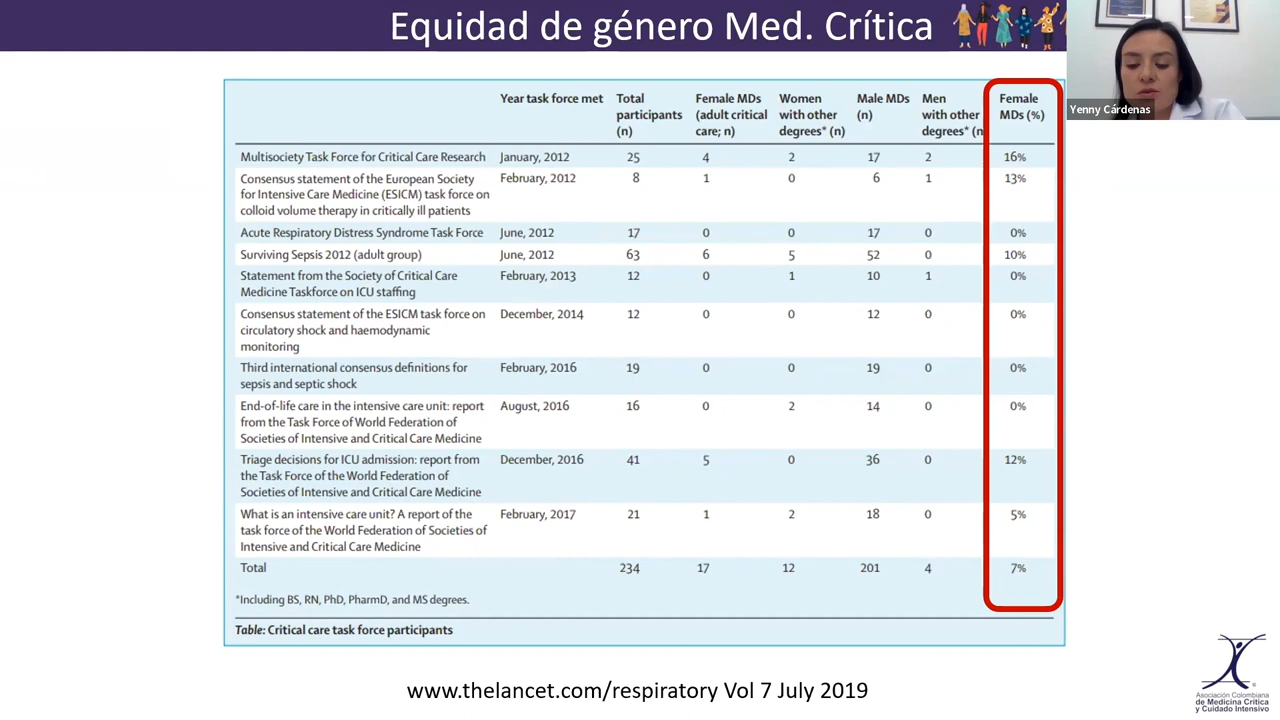 Equidad de género Med. Crítica
Yenny Cárdenas
Year task force met
Total participants (n)
Female MDs (adult critical care; n)
Women with other degrees* (n)
Male MDs (n)
Men with other degrees* (n
Female MDs (%)
Multisociety Task Force for Critical Care Research January, 2012 25 4 2 17 2 16%
Consensus statement of the European Society February, 2012 8 1 0 6 1 13%
for Intensive Care Medicine (ESICM) task force on
colloid volume therapy in critically ill patients
Acute Respiratory Distress Syndrome Task Force June, 2012 17 0 0 17 0 0%
Surviving Sepsis 2012 (adult group) June, 2012 63 6 5 52 0 10%
Statement from the Society of Critical Care February, 2013 12 0 1 10 1 0%
Medicine Taskforce on ICU staffing
Consensus statement of the ESICM task force on December, 2014 12 0 0 12 0 0%
circulatory shock and haemodynamic
monitoring
Third international consensus definitions for February, 2016 19 0 0 19 0 0%
sepsis and septic shock
End-of-life care in the intensive care unit: report August, 2016 16 0 2 14 0 0%
from the Task Force of World Federation of
Societies of Intensive and Critical Care Medicine
Triage decisions for ICU admission: report from December, 2016 41 5 0 36 0 12%
the Task Force of the World Federation of
Societies of Intensive and Critical Care Medicine
What is an intensive care unit? A report of the February, 2017 21 1 2 18 0 5%
task force of the World Federation of Societies of
Intensive and Critical Care Medicine
Total 234 17 12 201 4 7%
*Including BS, RN, PhD, PharmD, and MS degrees.
Table: Critical care task force participants
www.thelancet.com/respiratory Vol 7 July 2019
Asociación Colombiana
de Medicina Crítica
y Cuidado Intensivo